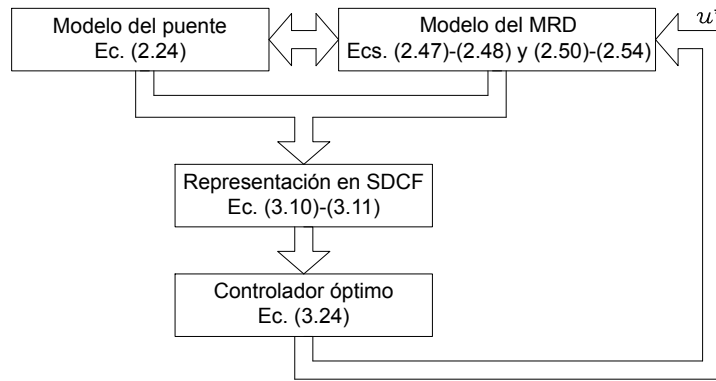 Modelo del puente
Ec. (2.24)
Modelo del MRD
Ecs. (2.47)-(2.48) y (2.50)-(2.54)
u*
Representación en SDCF
Ec. (3.10)-(3.11)
Controlador óptimo
Ec. (3.24)